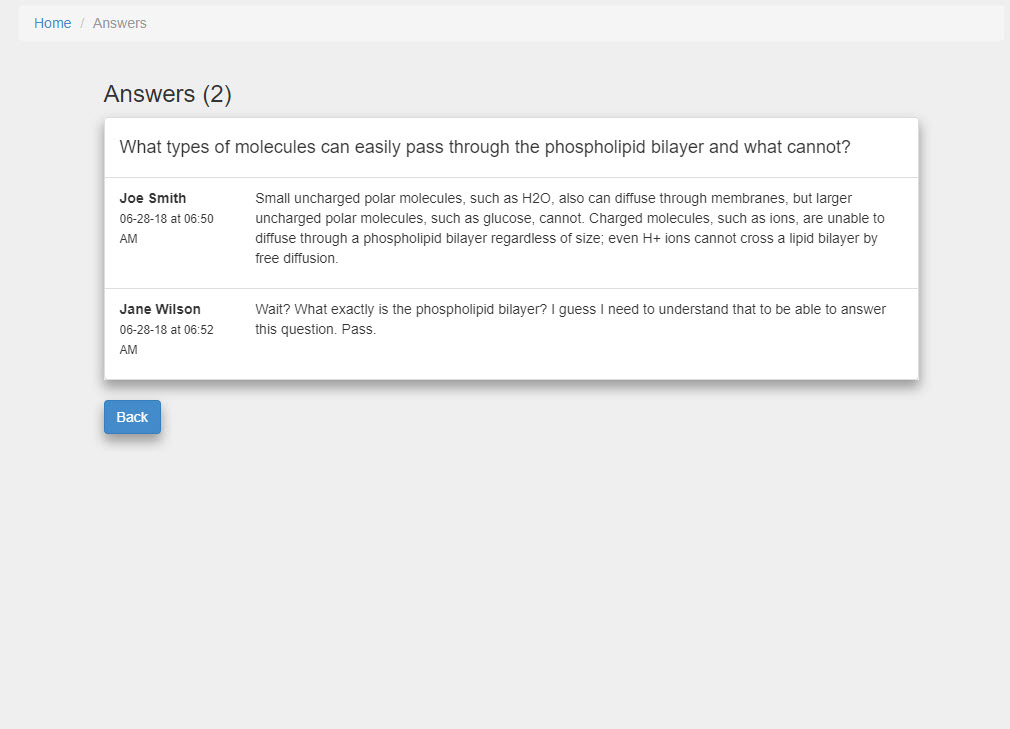 Home / Answers
Answers (2)
What types of molecules can easily pass through the phospholipid bilayer and what cannot?
Joe Smith
06-28-18 at 06:50
AM
Small uncharged polar molecules, such as H2O, also can diffuse through membranes, but larger
uncharged polar molecules, such as glucose, cannot. Charged molecules, such as ions, are unable to
diffuse through a phospholipid bilayer regardless of size; even H+ ions cannot cross a lipid bilayer by
free diffusion.
Jane Wilson
06-28-18 at 06:52
AM
Wait? What exactly is the phospholipid bilayer? I guess I need to understand that to be able to answer
this question. Pass.
Back